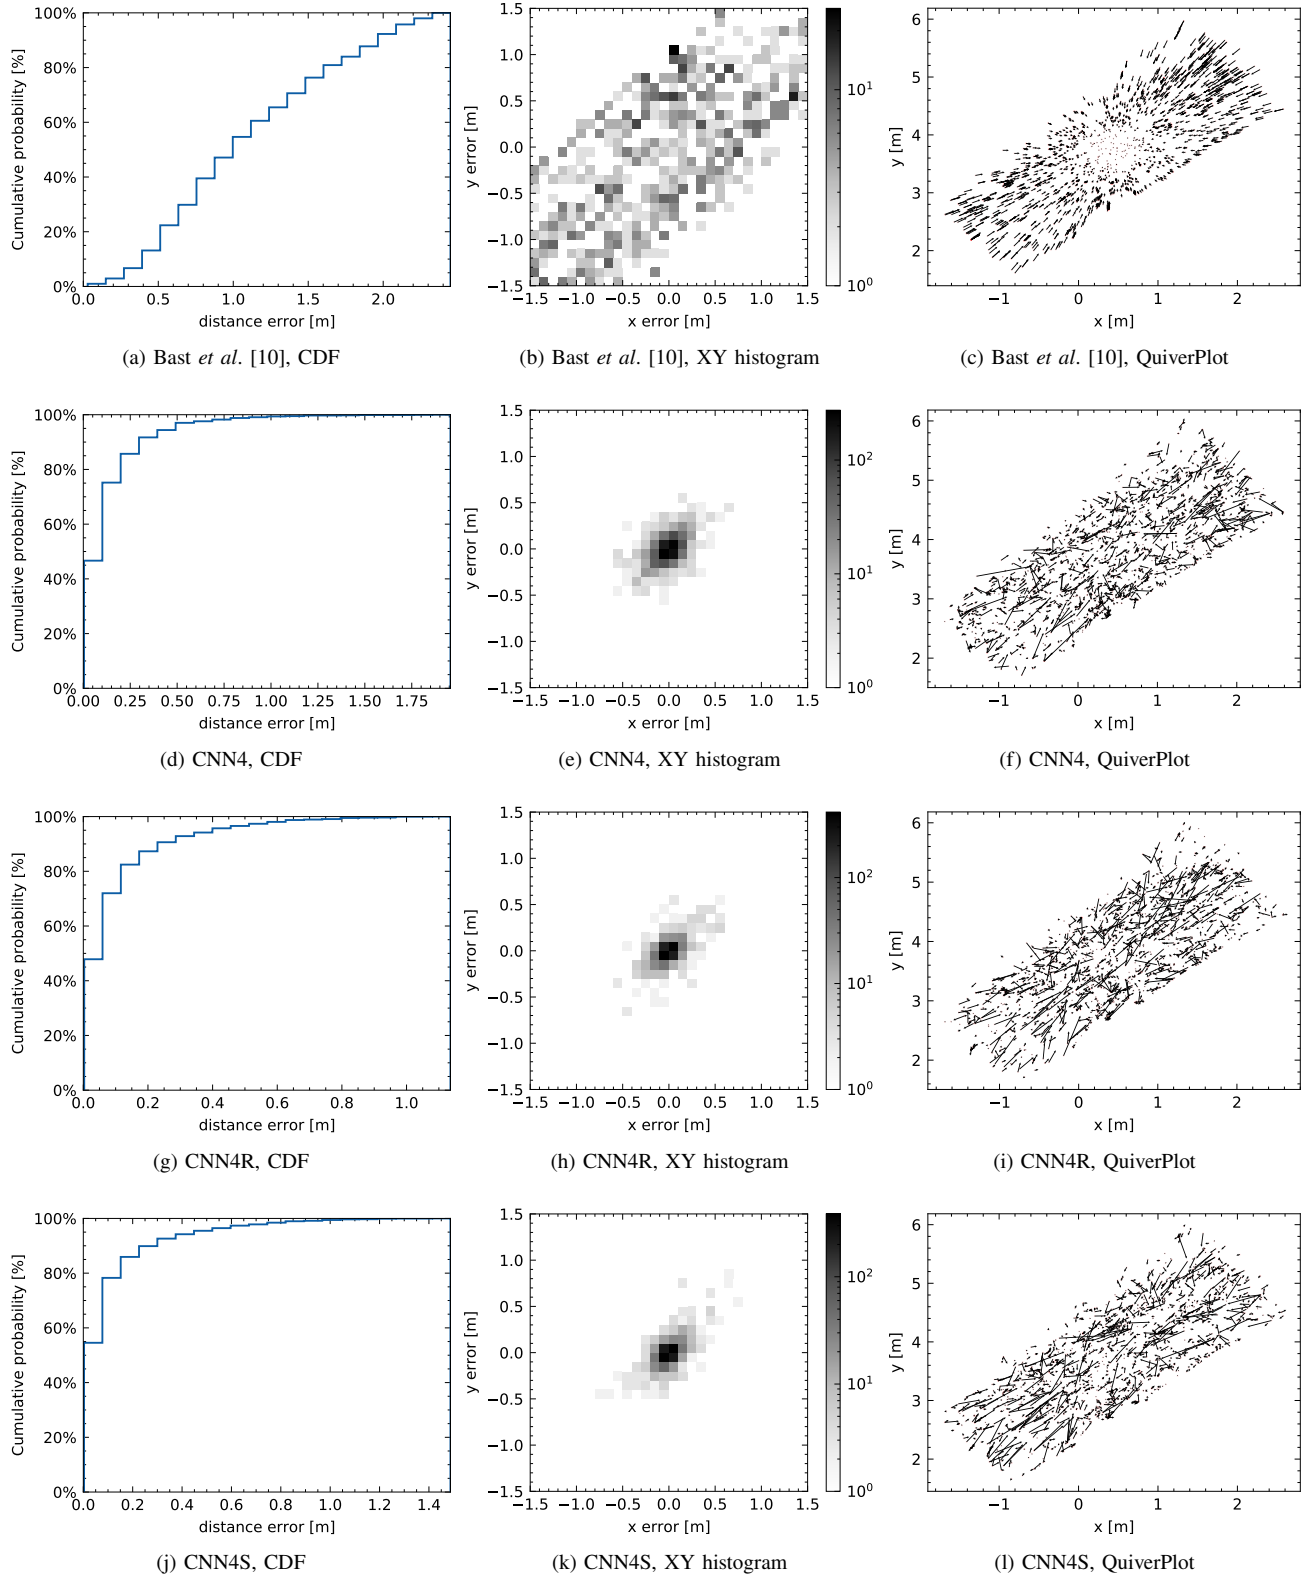 Cumulative probability [%]
100%
80%
60%
40%
20%
0%
0.0 0.5 1.0 1.5 2.0
distance error [m]
(a) Bast et al. [10], CDF
y error [m]
1.5
1.0
0.5
0.0
−0.5
−1.0
−1.5
−1.5 −1.0 −0.5 0.0 0.5 1.0 1.5
x error [m]
10¹
10⁰
(b) Bast et al. [10], XY histogram
y [m]
6
5
4
3
2
−1 0 1 2
x [m]
(c) Bast et al. [10], QuiverPlot
Cumulative probability [%]
100%
80%
60%
40%
20%
0%
0.00 0.25 0.50 0.75 1.00 1.25 1.50 1.75
distance error [m]
(d) CNN4, CDF
y error [m]
1.5
1.0
0.5
0.0
−0.5
−1.0
−1.5
−1.5 −1.0 −0.5 0.0 0.5 1.0 1.5
x error [m]
10²
10¹
10⁰
(e) CNN4, XY histogram
y [m]
6
5
4
3
2
−1 0 1 2
x [m]
(f) CNN4, QuiverPlot
Cumulative probability [%]
100%
80%
60%
40%
20%
0%
0.0 0.2 0.4 0.6 0.8 1.0
distance error [m]
(g) CNN4R, CDF
y error [m]
1.5
1.0
0.5
0.0
−0.5
−1.0
−1.5
−1.5 −1.0 −0.5 0.0 0.5 1.0 1.5
x error [m]
10²
10¹
10⁰
(h) CNN4R, XY histogram
y [m]
6
5
4
3
2
−1 0 1 2
x [m]
(i) CNN4R, QuiverPlot
Cumulative probability [%]
100%
80%
60%
40%
20%
0%
0.0 0.2 0.4 0.6 0.8 1.0 1.2 1.4
distance error [m]
(j) CNN4S, CDF
y error [m]
1.5
1.0
0.5
0.0
−0.5
−1.0
−1.5
−1.5 −1.0 −0.5 0.0 0.5 1.0 1.5
x error [m]
10²
10¹
10⁰
(k) CNN4S, XY histogram
y [m]
6
5
4
3
2
−1 0 1 2
x [m]
(l) CNN4S, QuiverPlot